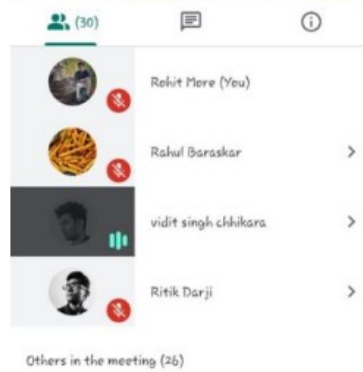 (30)
Rohit More (You)
Rahul Baraskar
vidit singh chhikara
Ritik Darji
Others in the meeting (26)